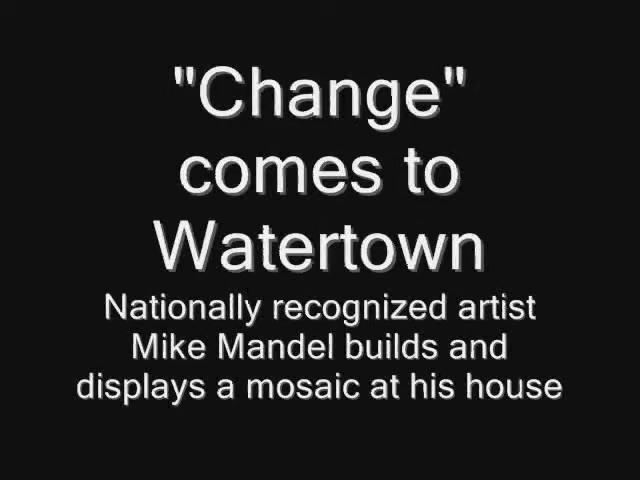 "Change"
comes to
Watertown
Nationally recognized artist
Mike Mandel builds and
displays a mosaic at his house